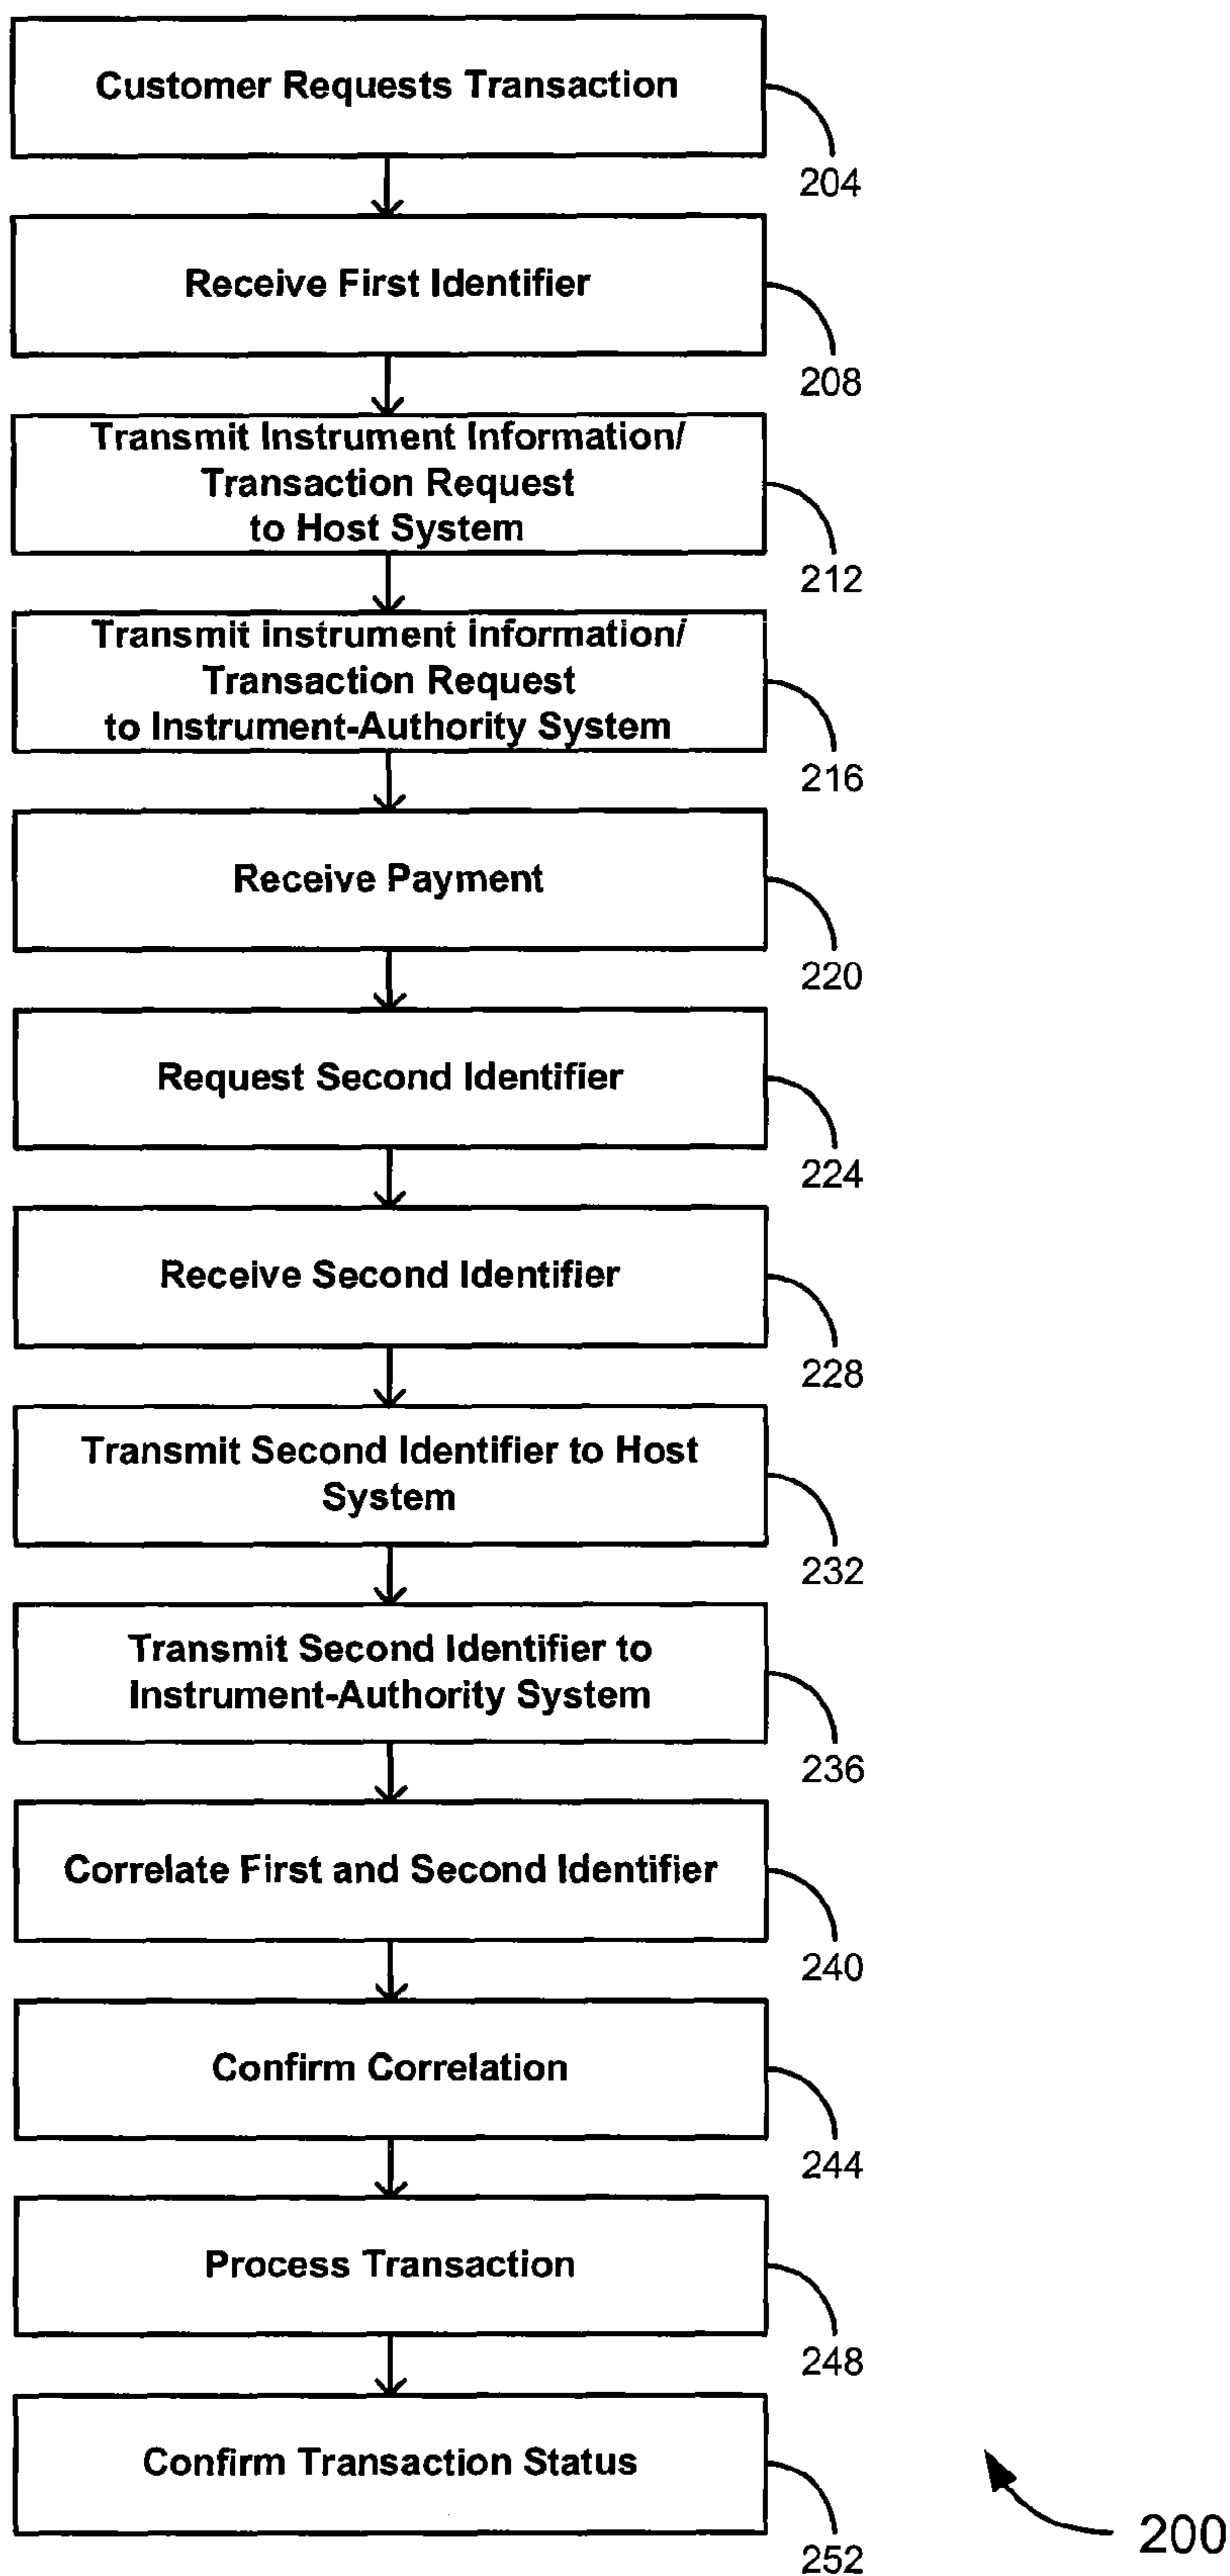 Customer Requests Transaction
204
Receive First Identifier
208
Transmit Instrument Information/
Transaction Request
to Host System
212
Transmit instrument information/
Transaction Request
to Instrument-Authority System
216
Receive Payment
220
Request Second Identifier
224
Receive Second Identifier
228
Transmit Second Identifier to Host
System
232
Transmit Second Identifier to
Instrument-Authority System
236
Correlate First and Second Identifier
240
Confirm Correlation
244
Process Transaction
248
Confirm Transaction Status
252
200